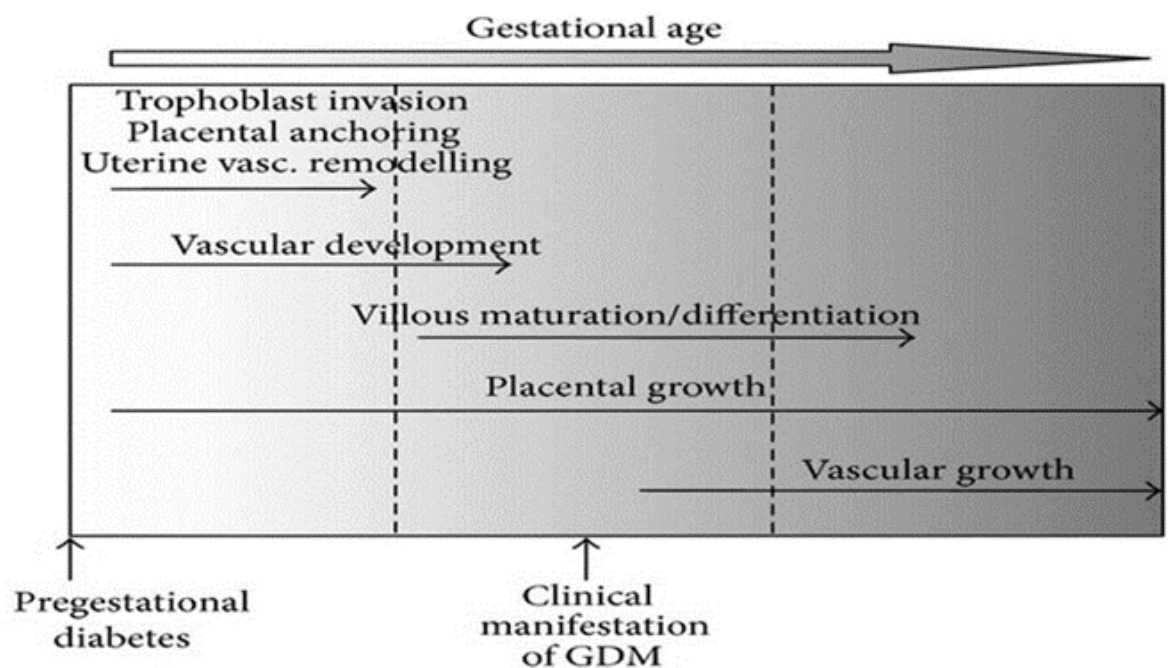 Gestational age
Trophoblast invasion
Placental anchoring
Uterine vasc. remodelling
Vascular development
Villous maturation/differentiation
Placental growth
Vascular growth
Pregestational
diabetes
Clinical
manifestation
of GDM